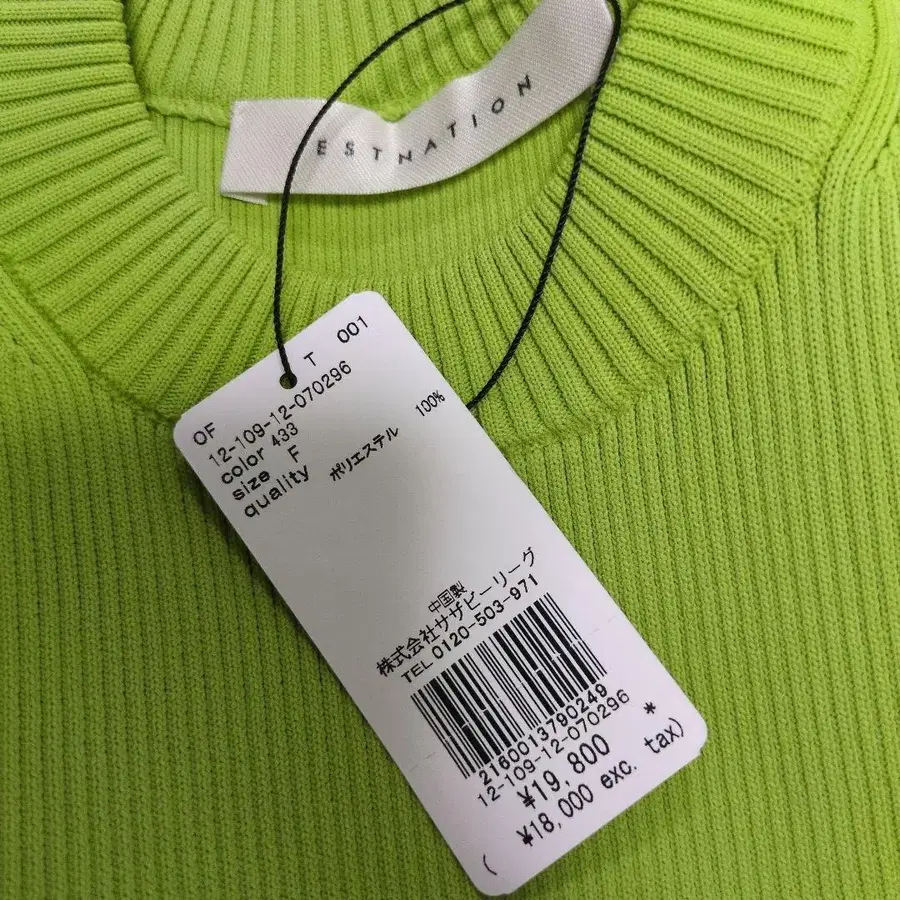 ESTNATION
T 001
OF
12-109-12-070296
color 433
size F
quality ポリエステル 100%
中国製
株式会社サザビーリーグ
TEL 0120-503-971
2160013790249
12-109-12-070296
¥19,800 *
( ¥18,000 exc. tax)